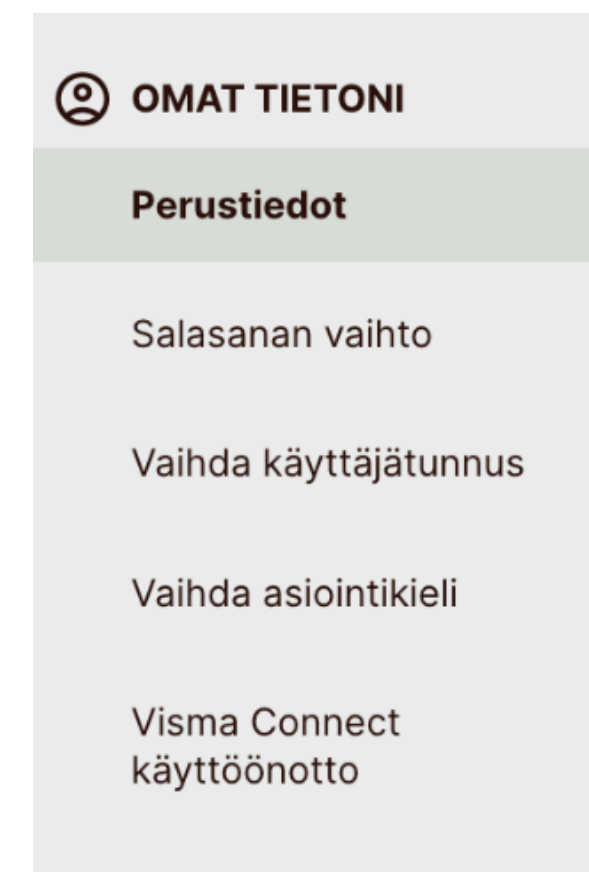 OMAT TIETONI
Perustiedot
Salasanan vaihto
Vaihda käyttäjätunnus
Vaihda asiointikieli
Visma Connect
käyttöönotto